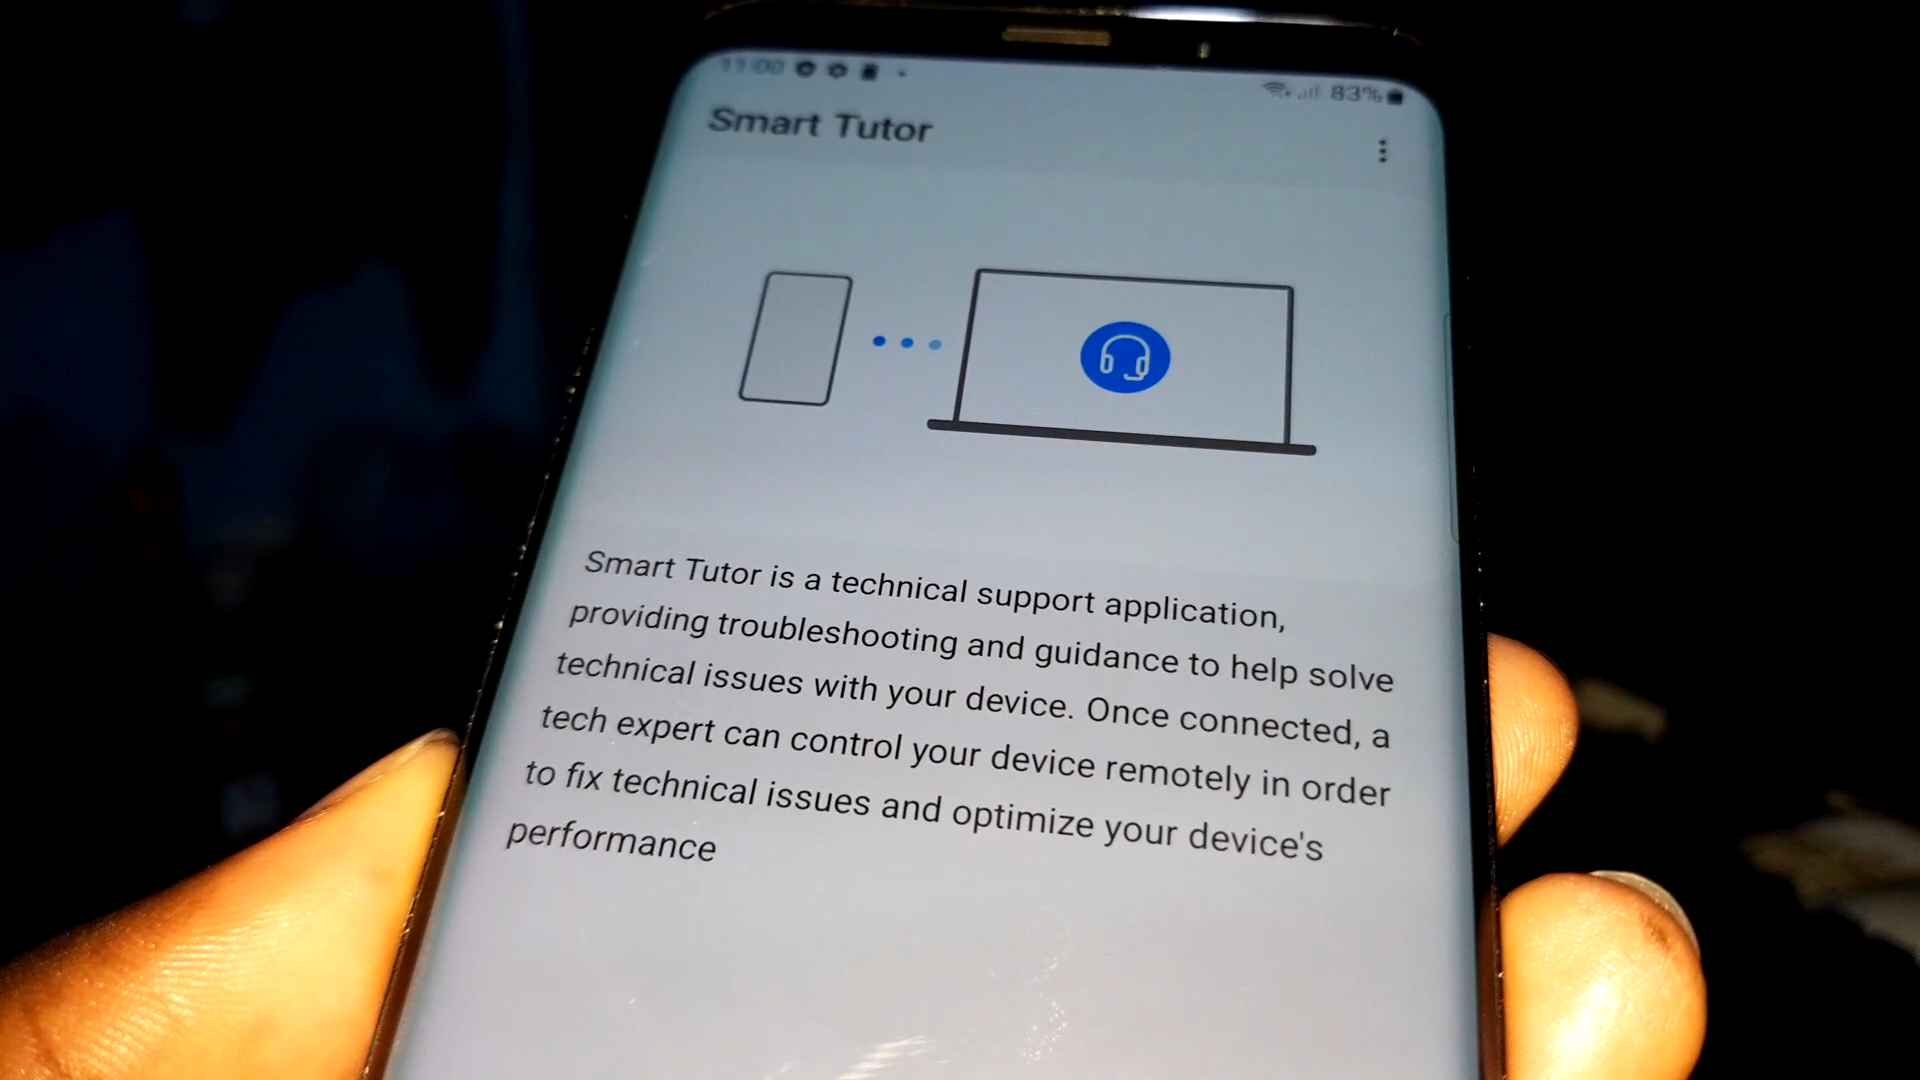 11:00
83%
Smart Tutor
Smart Tutor is a technical support application,
providing troubleshooting and guidance to help solve
technical issues with your device. Once connected, a
tech expert can control your device remotely in order
to fix technical issues and optimize your device's
performance